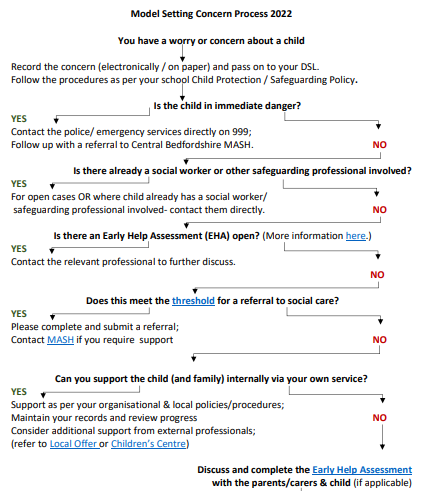 Model Setting Concern Process 2022
You have a worry or concern about a child
Record the concern (electronically / on paper) and pass on to your DSL.
Follow the procedures as per your school Child Protection / Safeguarding Policy.
Is the child in immediate danger?
YES
Contact the police/ emergency services directly on 999;
Follow up with a referral to Central Bedfordshire MASH.
NO
Is there already a social worker or other safeguarding professional involved?
YES
For open cases OR where child already has a social worker/
safeguarding professional involved- contact them directly.
NO
Is there an Early Help Assessment (EHA) open? (More information here.)
YES
Contact the relevant professional to further discuss.
NO
Does this meet the threshold for a referral to social care?
YES
Please complete and submit a referral;
Contact MASH if you require support
NO
Can you support the child (and family) internally via your own service?
YES
Support as per your organisational & local policies/procedures;
Maintain your records and review progress
Consider additional support from external professionals;
(refer to Local Offer or Children's Centre)
NO
Discuss and complete the Early Help Assessment
with the parents/carers & child (if applicable)